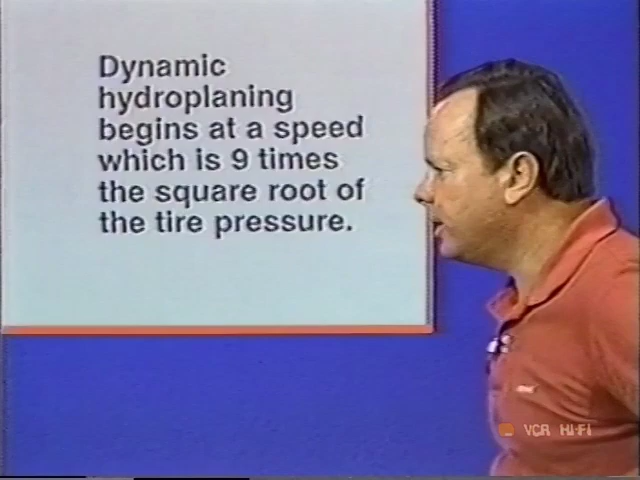 Dynamic
hydroplaning
begins at a speed
which is 9 times
the square root of
the tire pressure.
VCR HI-FI